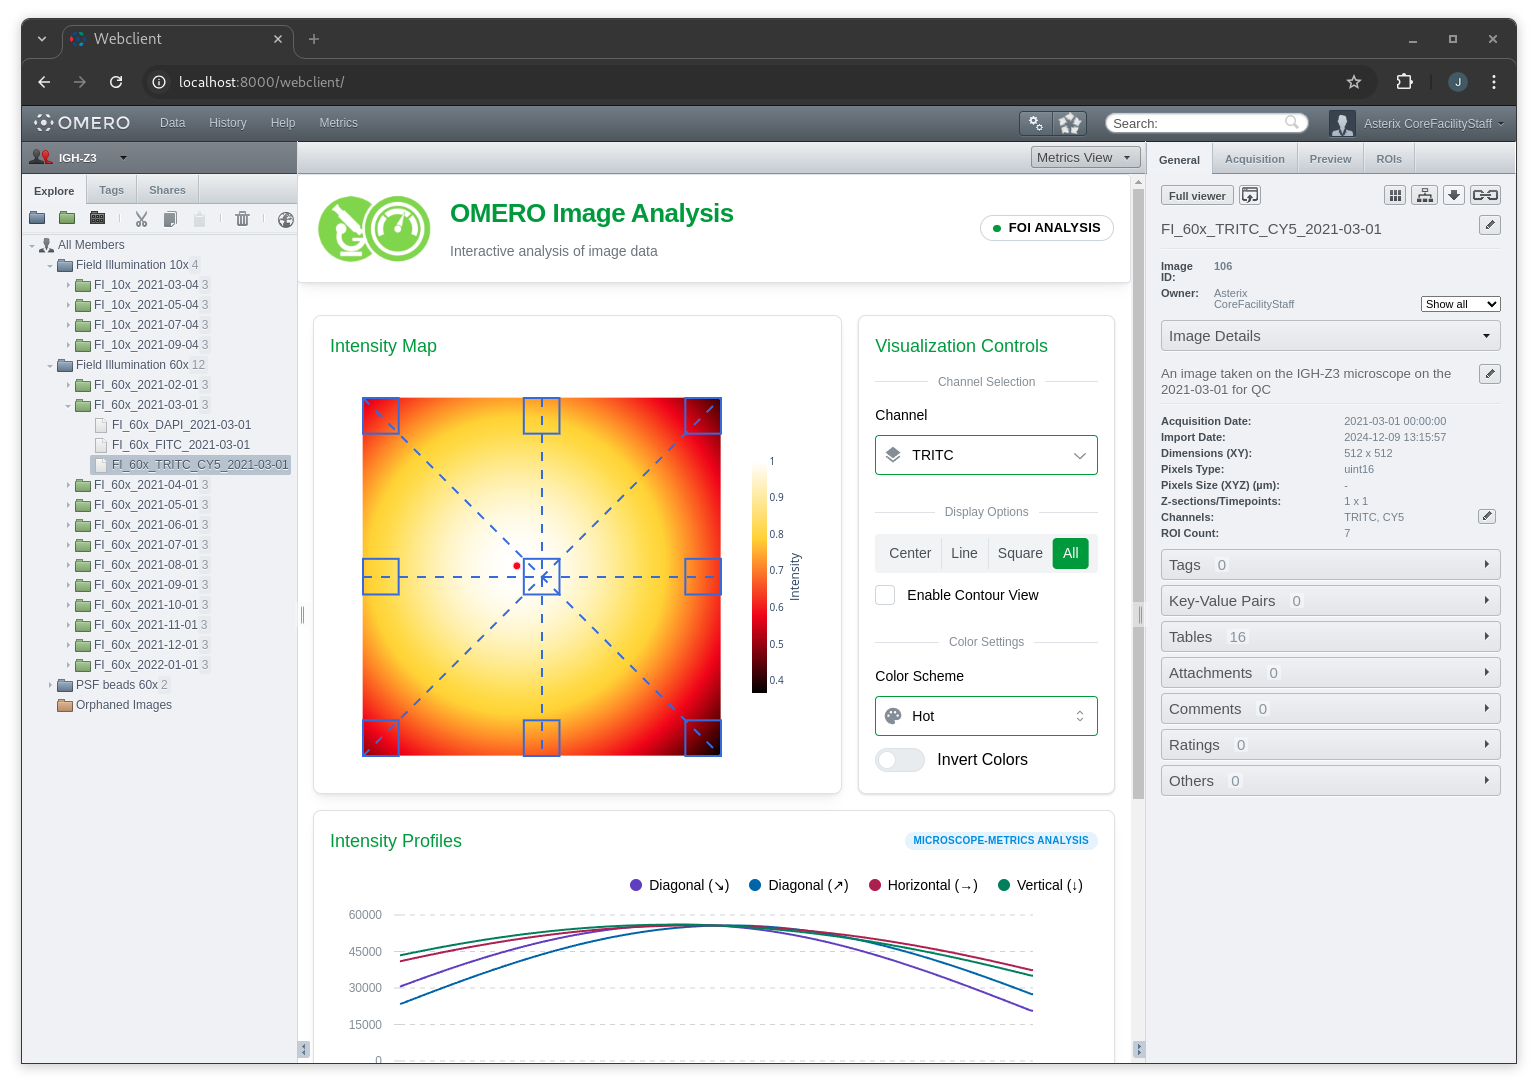 Webclient
localhost:8000/webclient/
J
OMERO
Data
History
Help
Metrics
Search:
Asterix CoreFacilityStaff
IGH-Z3
Metrics View
General
Acquisition
Preview
ROIs
Explore
Tags
Shares
All Members
Field Illumination 10x 4
FI_10x_2021-03-04 3
FI_10x_2021-05-04 3
FI_10x_2021-07-04 3
FI_10x_2021-09-04 3
Field Illumination 60x 12
FI_60x_2021-02-01 3
FI_60x_2021-03-01 3
FI_60x_DAPI_2021-03-01
FI_60x_FITC_2021-03-01
FI_60x_TRITC_CY5_2021-03-01
FI_60x_2021-04-01 3
FI_60x_2021-05-01 3
FI_60x_2021-06-01 3
FI_60x_2021-07-01 3
FI_60x_2021-08-01 3
FI_60x_2021-09-01 3
FI_60x_2021-10-01 3
FI_60x_2021-11-01 3
FI_60x_2021-12-01 3
FI_60x_2022-01-01 3
PSF beads 60x 2
Orphaned Images
OMERO Image Analysis
Interactive analysis of image data
FOI ANALYSIS
Intensity Map
1
0.9
0.8
0.7
0.6
0.5
0.4
Intensity
Visualization Controls
Channel Selection
Channel
TRITC
Display Options
Center
Line
Square
All
Enable Contour View
Color Settings
Color Scheme
Hot
Invert Colors
Intensity Profiles
MICROSCOPE-METRICS ANALYSIS
Diagonal (↘)
Diagonal (↗)
Horizontal (→)
Vertical (↓)
60000
45000
30000
15000
0
Full viewer
FI_60x_TRITC_CY5_2021-03-01
Image ID: 106
Owner: Asterix CoreFacilityStaff
Show all
Image Details
An image taken on the IGH-Z3 microscope on the
2021-03-01 for QC
Acquisition Date: 2021-03-01 00:00:00
Import Date: 2024-12-09 13:15:57
Dimensions (XY): 512 x 512
Pixels Type: uint16
Pixels Size (XYZ) (µm): -
Z-sections/Timepoints: 1 x 1
Channels: TRITC, CY5
ROI Count: 7
Tags 0
Key-Value Pairs 0
Tables 16
Attachments 0
Comments 0
Ratings 0
Others 0